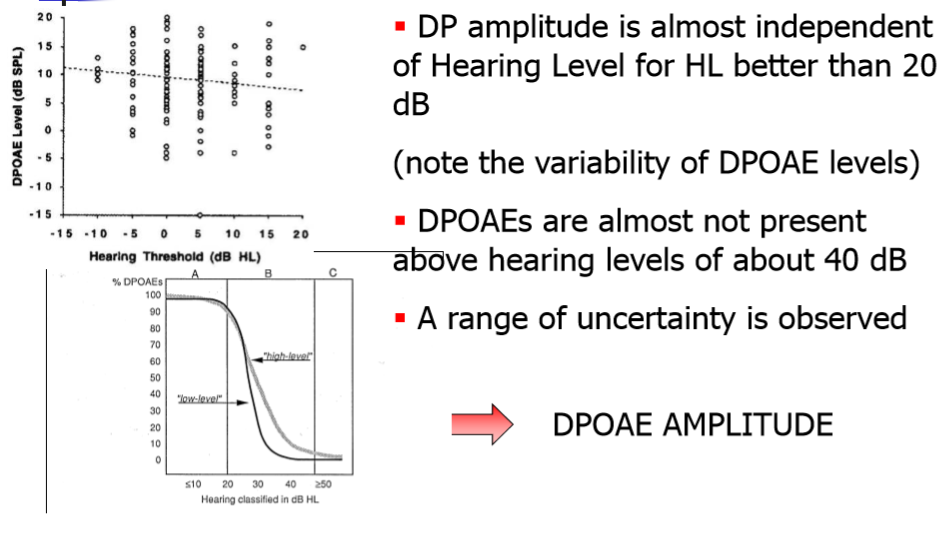 20
15
10
5
0
-5
-10
-15
DPOAE Level (dB SPL)
-15 -10 -5 0 5 10 15 20
Hearing Threshold (dB HL)
▪ DP amplitude is almost independent
of Hearing Level for HL better than 20
dB
(note the variability of DPOAE levels)
▪ DPOAEs are almost not present
above hearing levels of about 40 dB
▪ A range of uncertainty is observed
DPOAE AMPLITUDE
A B C
% DPOAEs
100
90
80
70
60
50
40
30
20
10
0
"high-level"
"low-level"
≤10 20 30 40 ≥50
Hearing classified in dB HL